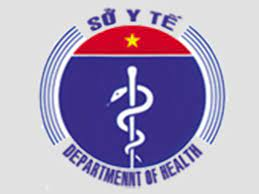 SỞ Y TẾ
DEPARTMENNT OF HEALTH